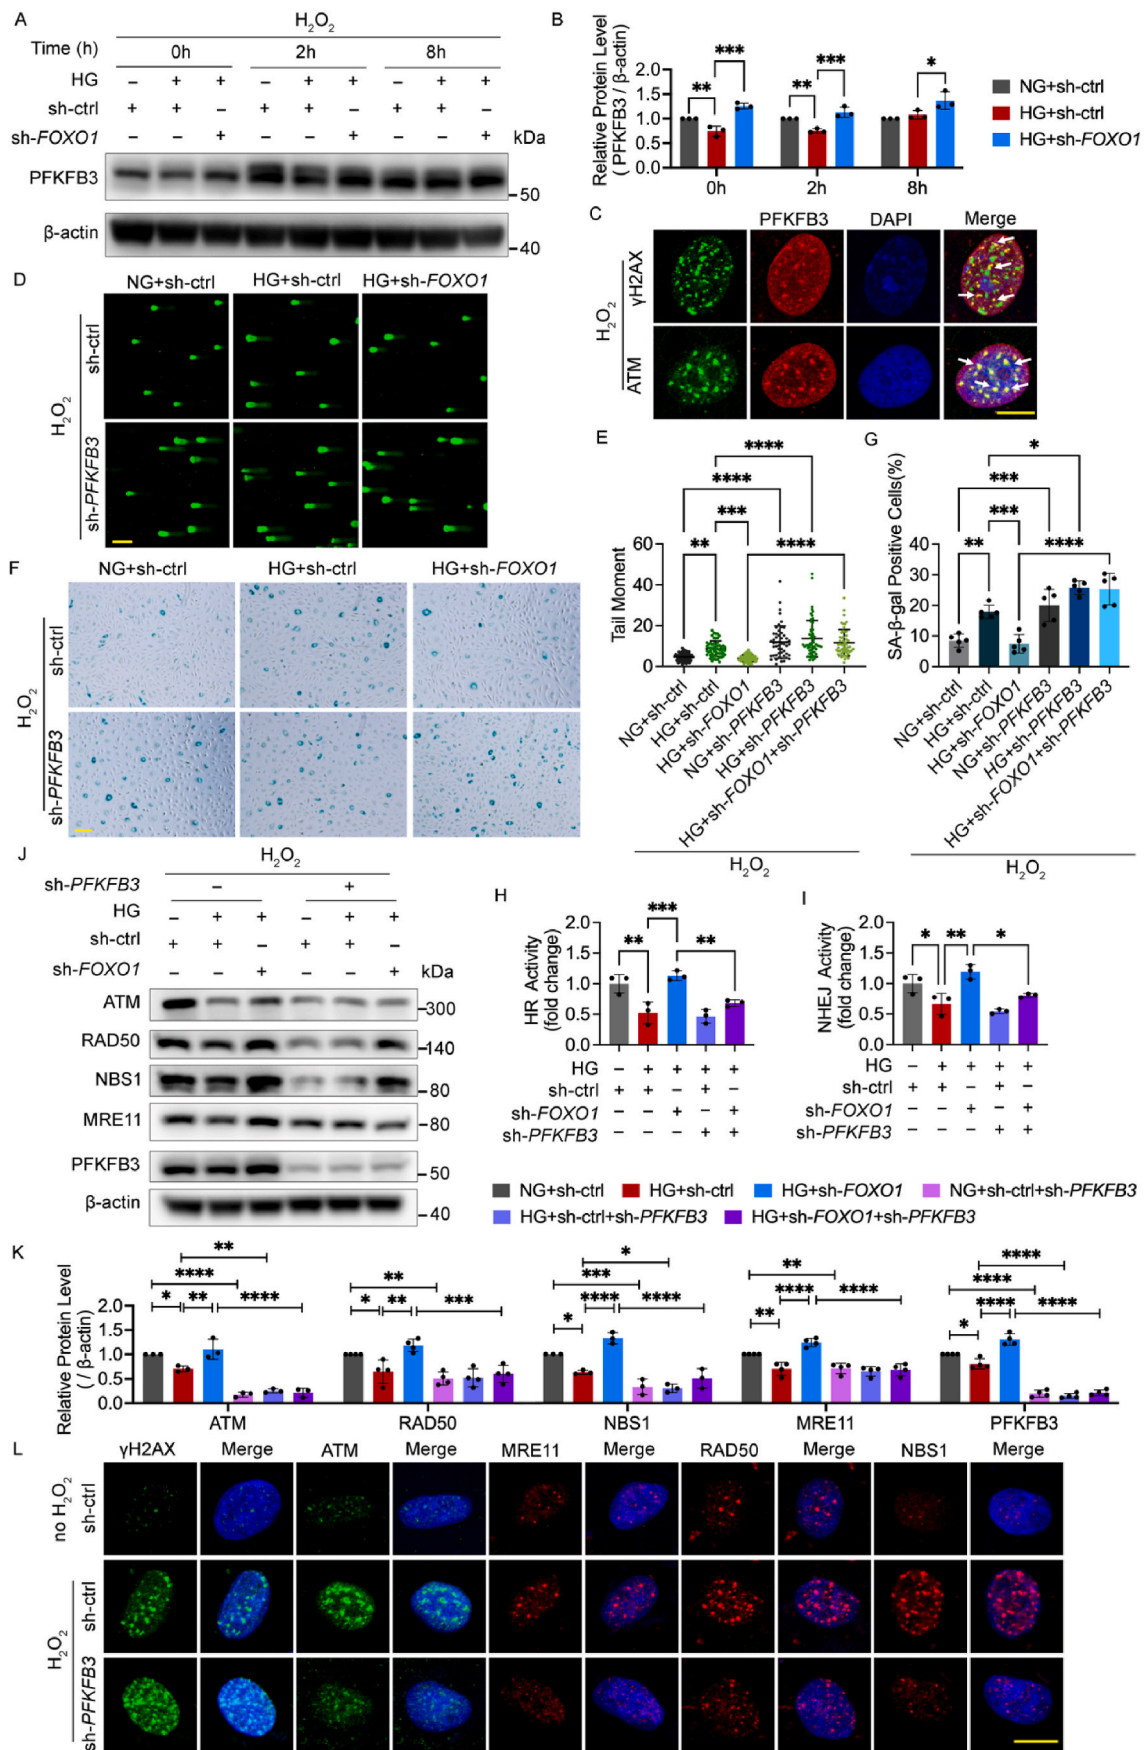 A
H₂O₂
Time (h) 0h 2h 8h
HG – + + – + + – + +
sh-ctrl + + – + + – + + –
sh-FOXO1 – – + – – + – – + kDa
PFKFB3 50
β-actin 40
B
Relative Protein Level
( PFKFB3 / β-actin)
2.0
1.5
1.0
0.5
0.0
** *** ** *** *
0h 2h 8h
NG+sh-ctrl
HG+sh-ctrl
HG+sh-FOXO1
C
PFKFB3 DAPI Merge
H₂O₂
γH2AX
ATM
D
NG+sh-ctrl HG+sh-ctrl HG+sh-FOXO1
H₂O₂
sh-ctrl
sh-PFKFB3
E
Tail Moment
60
40
20
0
****
****
***
** ****
NG+sh-ctrl
HG+sh-ctrl
HG+sh-FOXO1
NG+sh-PFKFB3
HG+sh-PFKFB3
HG+sh-FOXO1+sh-PFKFB3
H₂O₂
G
SA-β-gal Positive Cells(%)
40
30
20
10
0
*
***
***
** ****
NG+sh-ctrl
HG+sh-ctrl
HG+sh-FOXO1
NG+sh-PFKFB3
HG+sh-PFKFB3
HG+sh-FOXO1+sh-PFKFB3
H₂O₂
F
NG+sh-ctrl HG+sh-ctrl HG+sh-FOXO1
H₂O₂
sh-ctrl
sh-PFKFB3
J
H₂O₂
sh-PFKFB3 – +
HG – + + – + +
sh-ctrl + + – + + –
sh-FOXO1 – – + – – + kDa
ATM 300
RAD50 140
NBS1 80
MRE11 80
PFKFB3 50
β-actin 40
H
HR Activity
(fold change)
2.0
1.5
1.0
0.5
0.0
***
** **
HG – + + + +
sh-ctrl + + – + –
sh-FOXO1 – – + – +
sh-PFKFB3 – – – + +
I
NHEJ Activity
(fold change)
2.0
1.5
1.0
0.5
0.0
* ** *
HG – + + + +
sh-ctrl + + – + –
sh-FOXO1 – – + – +
sh-PFKFB3 – – – + +
NG+sh-ctrl HG+sh-ctrl HG+sh-FOXO1 NG+sh-ctrl+sh-PFKFB3
HG+sh-ctrl+sh-PFKFB3 HG+sh-FOXO1+sh-PFKFB3
K
Relative Protein Level
( / β-actin)
2.0
1.5
1.0
0.5
0.0
** * ** ****
**** ** *** ****
* ** **** * ** *** * **** **** ** **** **** * **** ****
ATM RAD50 NBS1 MRE11 PFKFB3
L
γH2AX Merge ATM Merge MRE11 Merge RAD50 Merge NBS1 Merge
no H₂O₂
sh-ctrl
H₂O₂
sh-ctrl
sh-PFKFB3